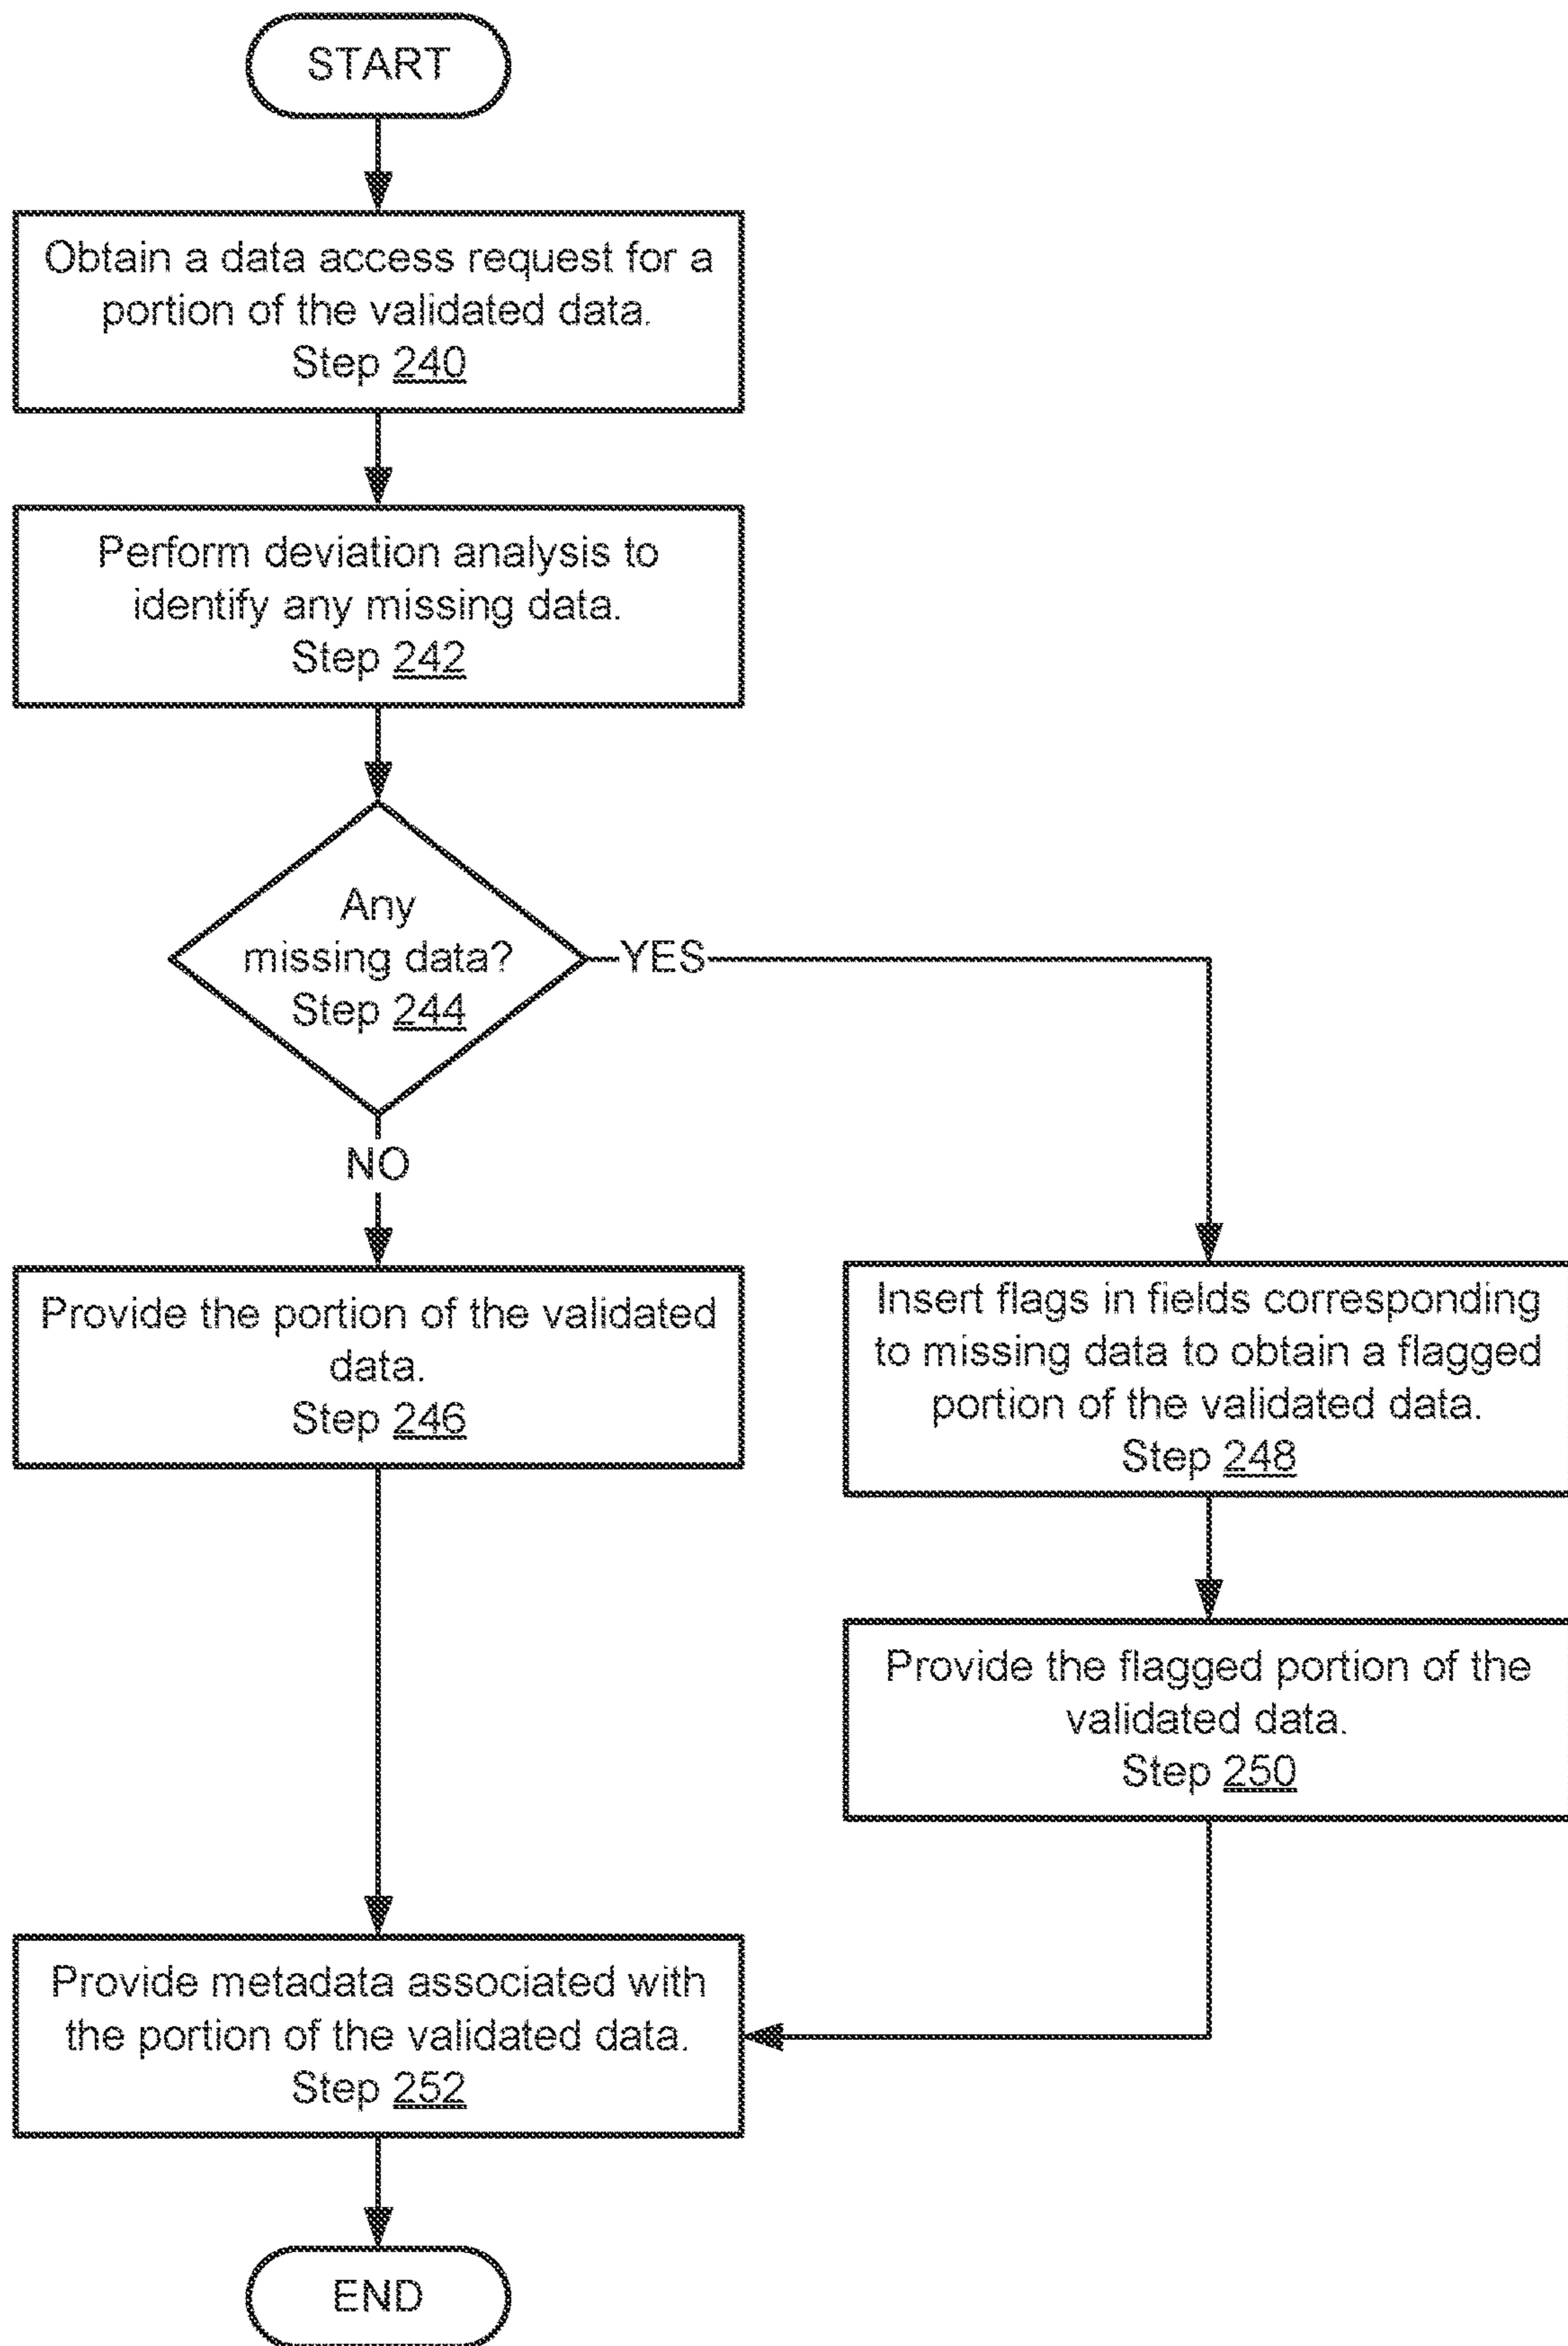 START
Obtain a data access request for a
portion of the validated data.
Step 240
Perform deviation analysis to
identify any missing data.
Step 242
Any
missing data?
Step 244
YES
NO
Provide the portion of the validated
data.
Step 246
Insert flags in fields corresponding
to missing data to obtain a flagged
portion of the validated data.
Step 248
Provide the flagged portion of the
validated data.
Step 250
Provide metadata associated with
the portion of the validated data.
Step 252
END